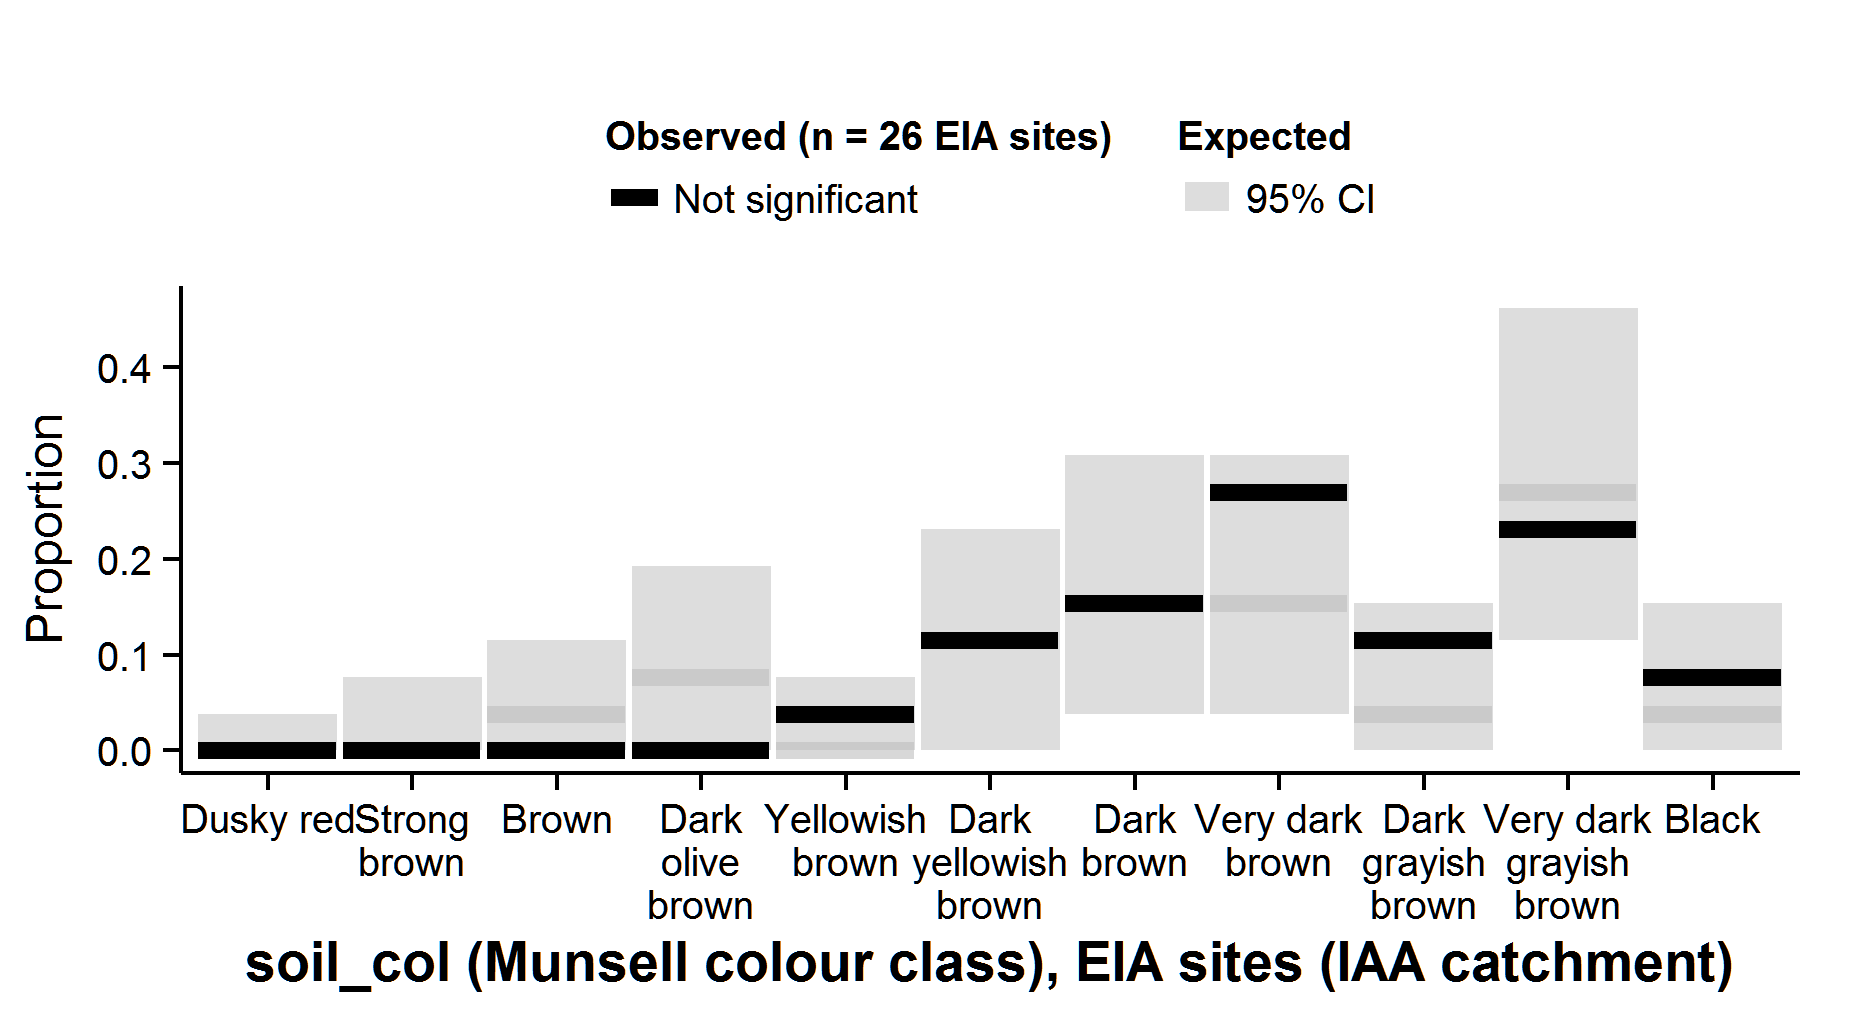 Observed (n = 26 EIA sites)
Not significant
Expected
95% CI
Proportion
0.4
0.3
0.2
0.1
0.0
Dusky red
Strong
brown
Brown
Dark
olive
brown
Yellowish
brown
Dark
yellowish
brown
Dark
brown
Very dark
brown
Dark
grayish
brown
Very dark
grayish
brown
Black
soil_col (Munsell colour class), EIA sites (IAA catchment)